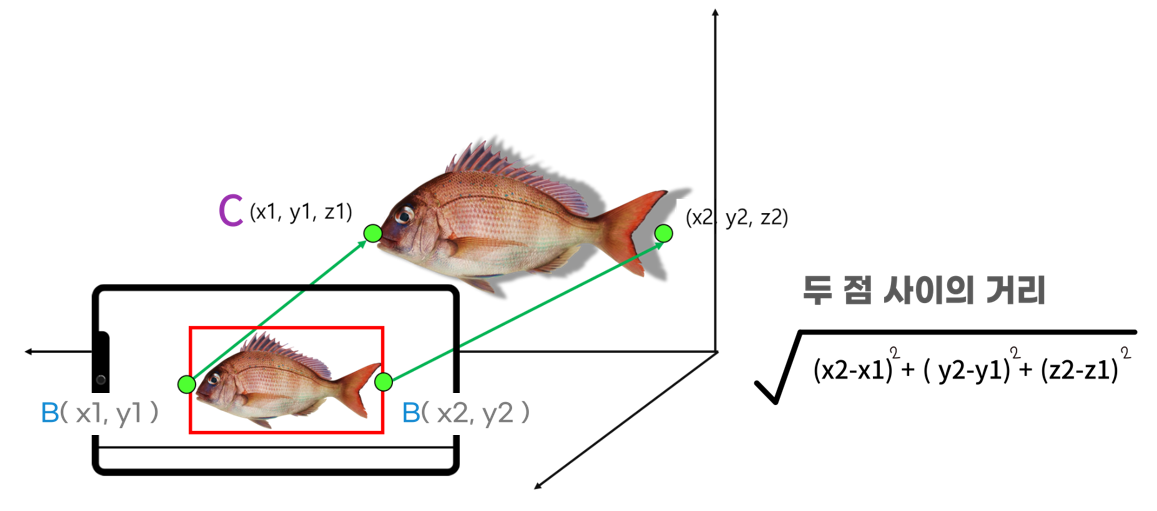 C (x1, y1, z1)
(x2, y2, z2)
두 점 사이의 거리
√(x2-x1)² + ( y2-y1)² + (z2-z1)²
B( x1, y1 )
B( x2, y2 )